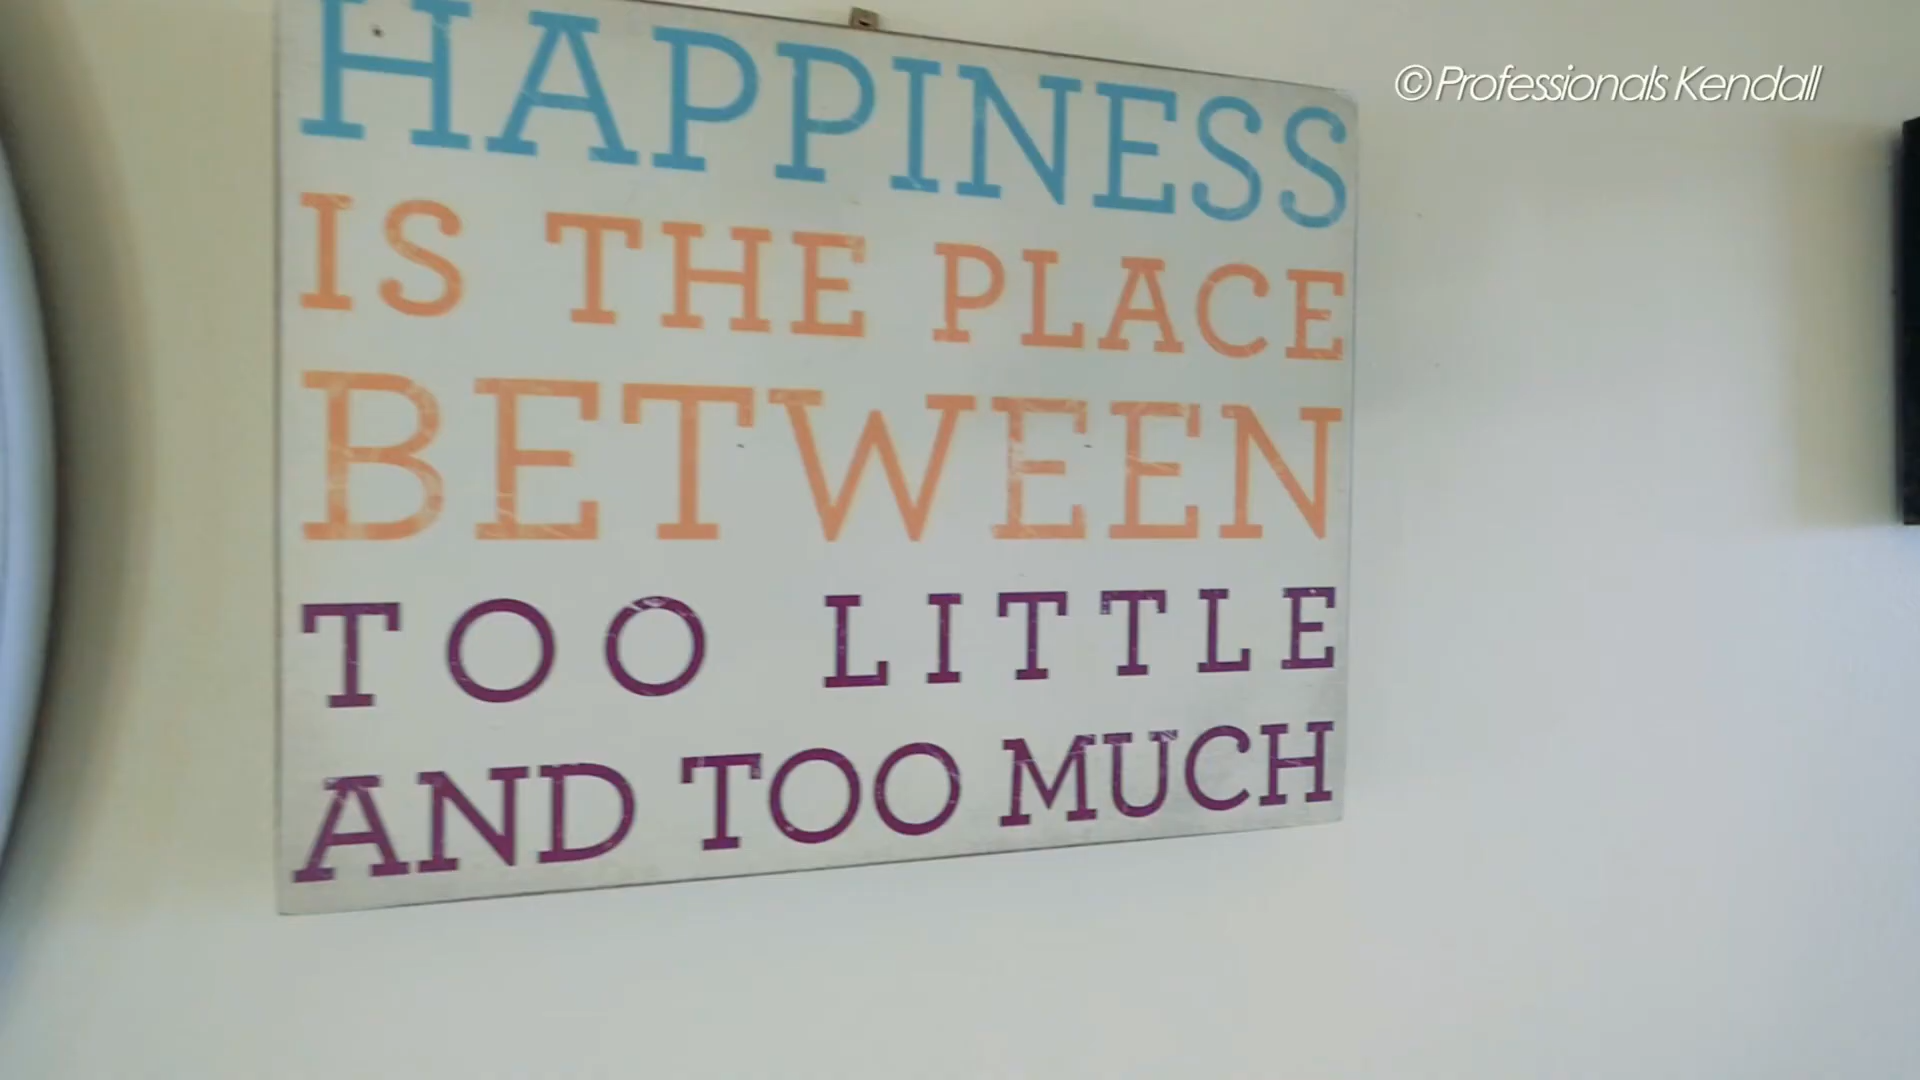 ©Professionals Kendall
HAPPINESS
IS THE PLACE
BETWEEN
TOO LITTLE
AND TOO MUCH